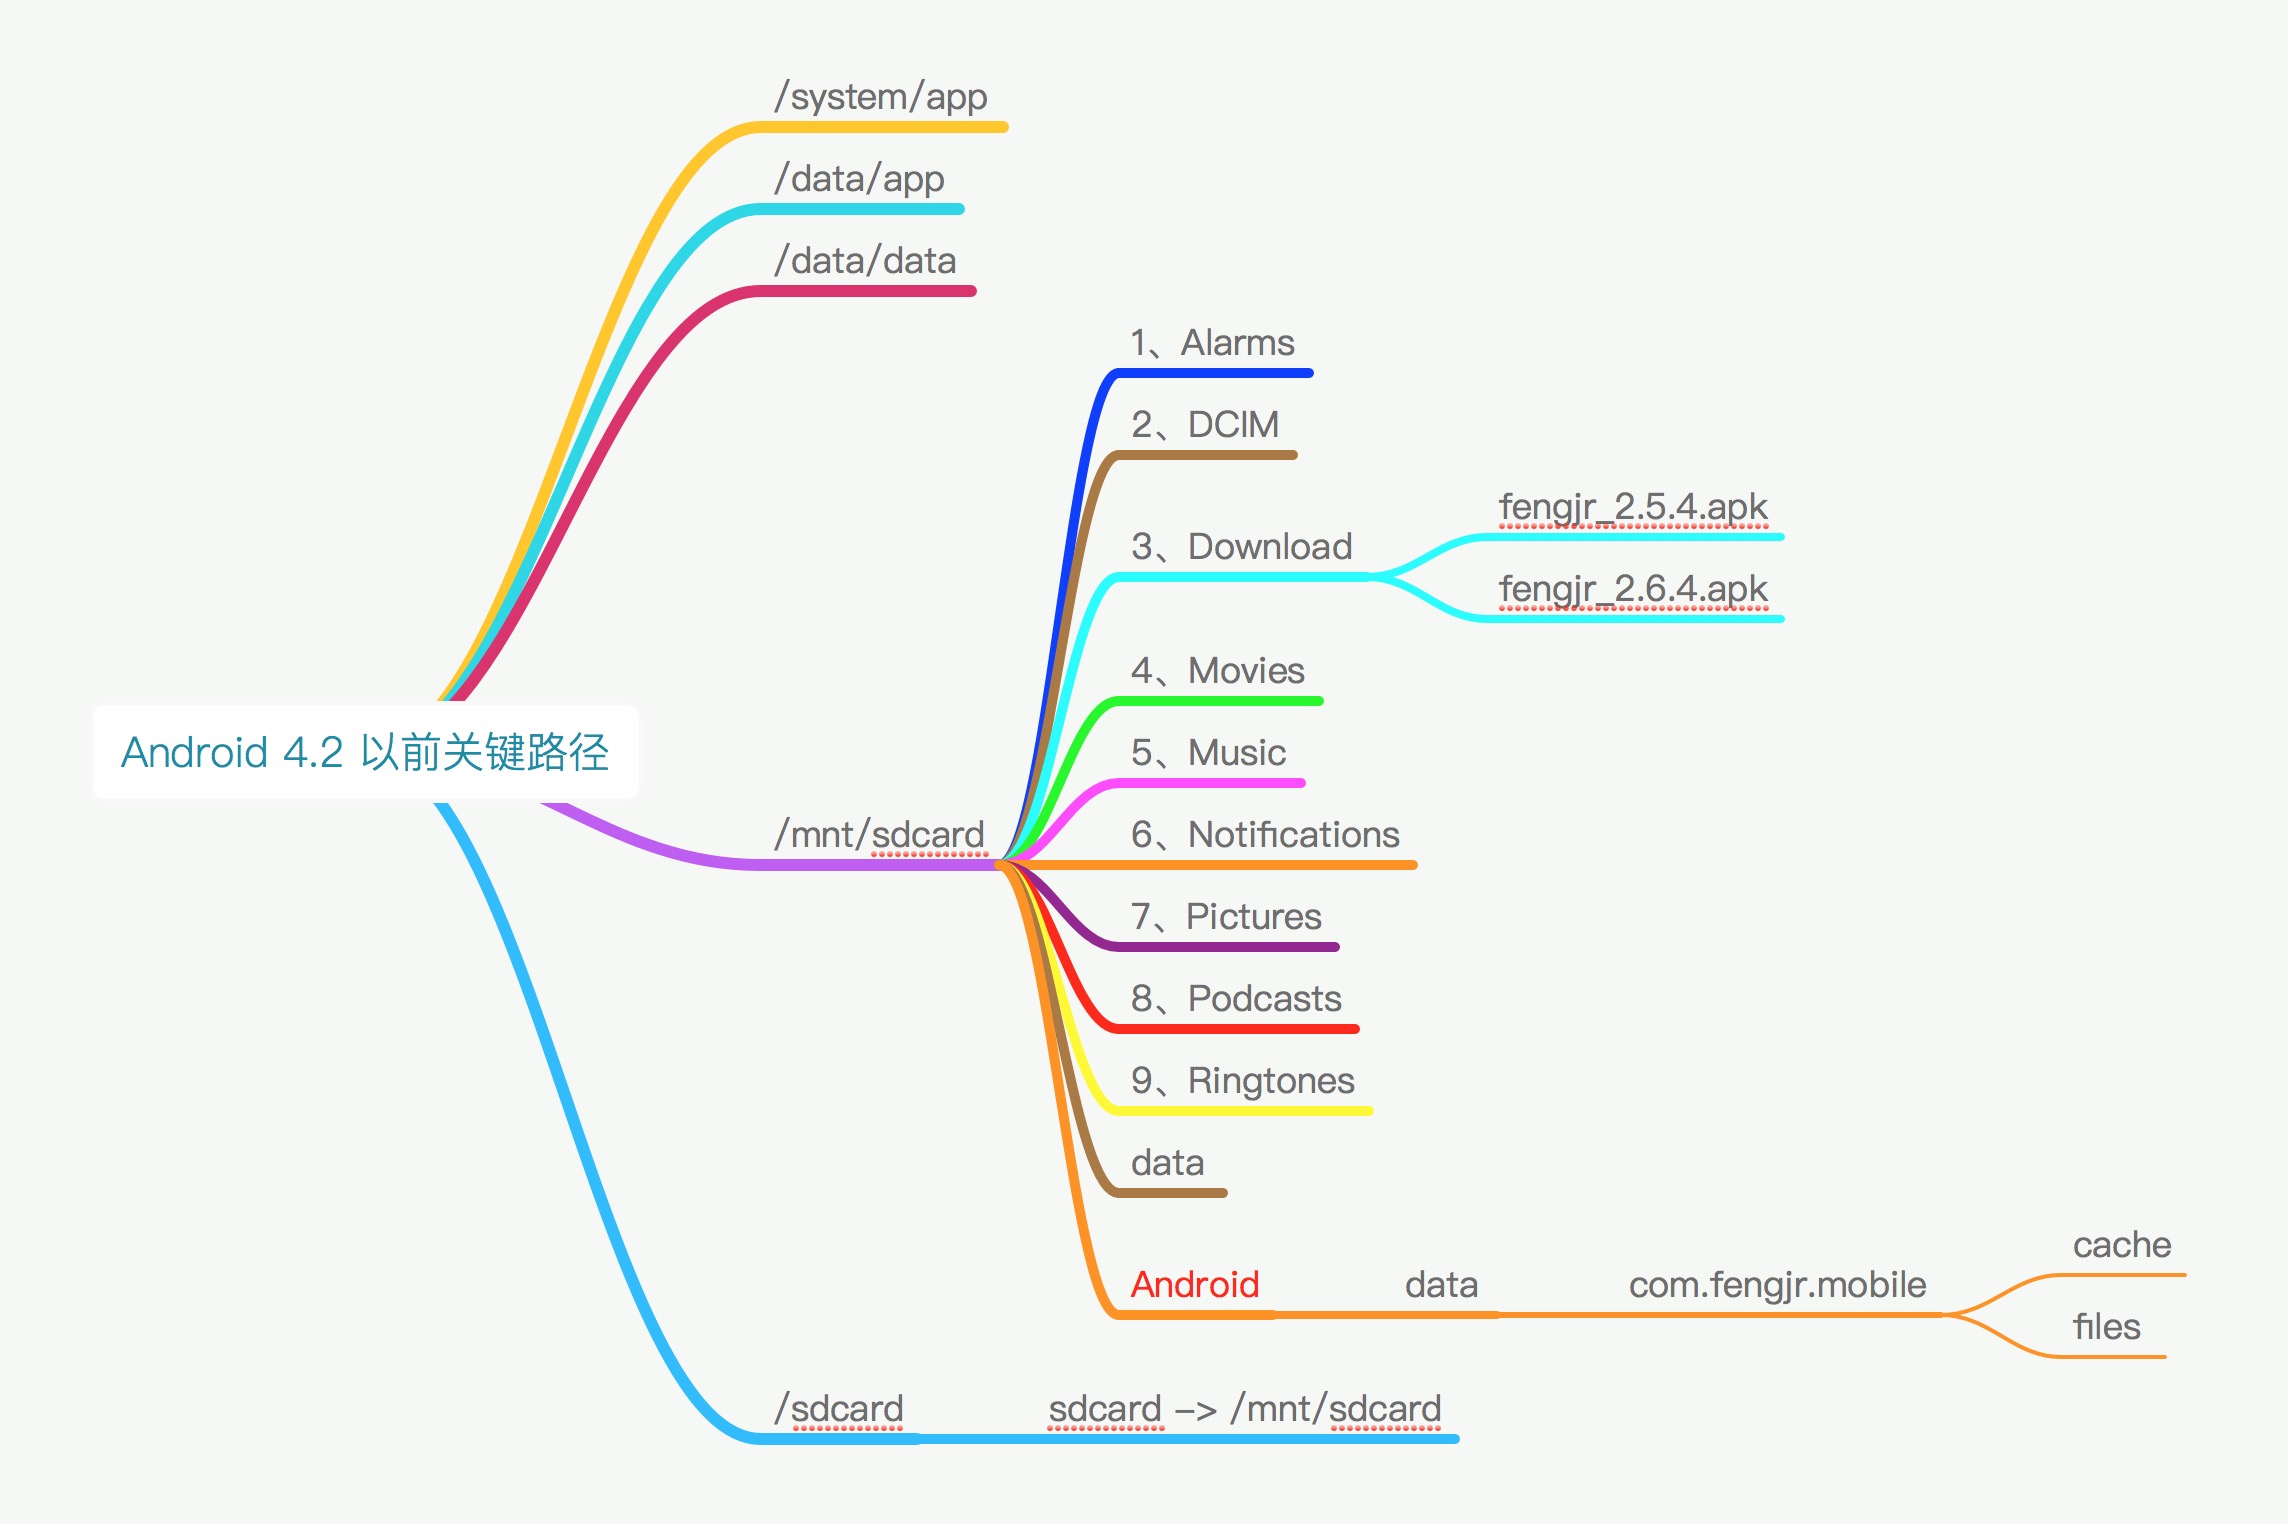 /system/app
/data/app
/data/data
1、Alarms
2、DCIM
3、Download
fengjr_2.5.4.apk
fengjr_2.6.4.apk
4、Movies
Android 4.2 以前关键路径
5、Music
/mnt/sdcard
6、Notifications
7、Pictures
8、Podcasts
9、Ringtones
data
Android
data
com.fengjr.mobile
cache
files
/sdcard
sdcard -> /mnt/sdcard